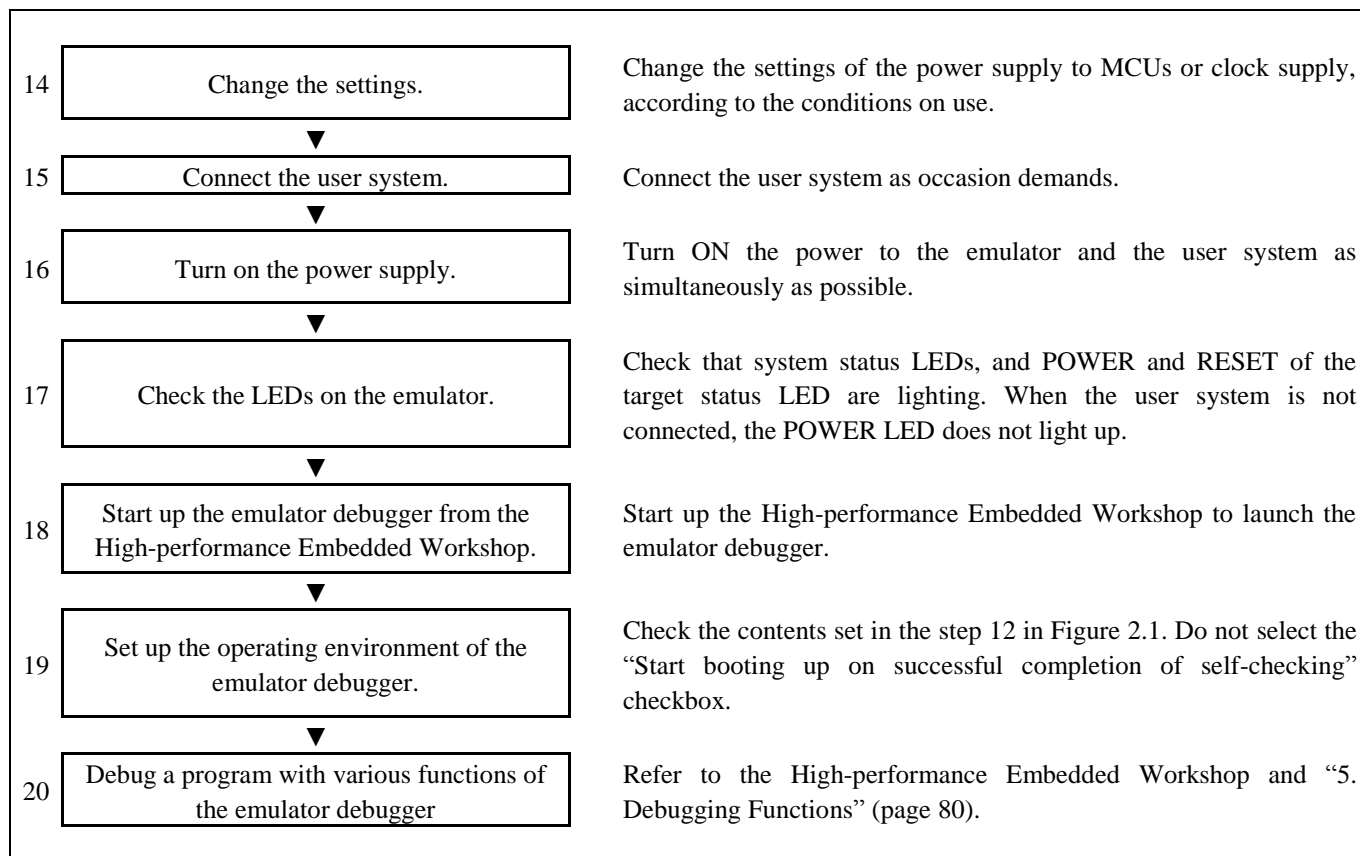 14
Change the settings.
Change the settings of the power supply to MCUs or clock supply,
according to the conditions on use.
▼
15
Connect the user system.
Connect the user system as occasion demands.
▼
16
Turn on the power supply.
Turn ON the power to the emulator and the user system as
simultaneously as possible.
▼
17
Check the LEDs on the emulator.
Check that system status LEDs, and POWER and RESET of the
target status LED are lighting. When the user system is not
connected, the POWER LED does not light up.
▼
18
Start up the emulator debugger from the
High-performance Embedded Workshop.
Start up the High-performance Embedded Workshop to launch the
emulator debugger.
▼
19
Set up the operating environment of the
emulator debugger.
Check the contents set in the step 12 in Figure 2.1. Do not select the
“Start booting up on successful completion of self-checking”
checkbox.
▼
20
Debug a program with various functions of
the emulator debugger
Refer to the High-performance Embedded Workshop and “5.
Debugging Functions” (page 80).